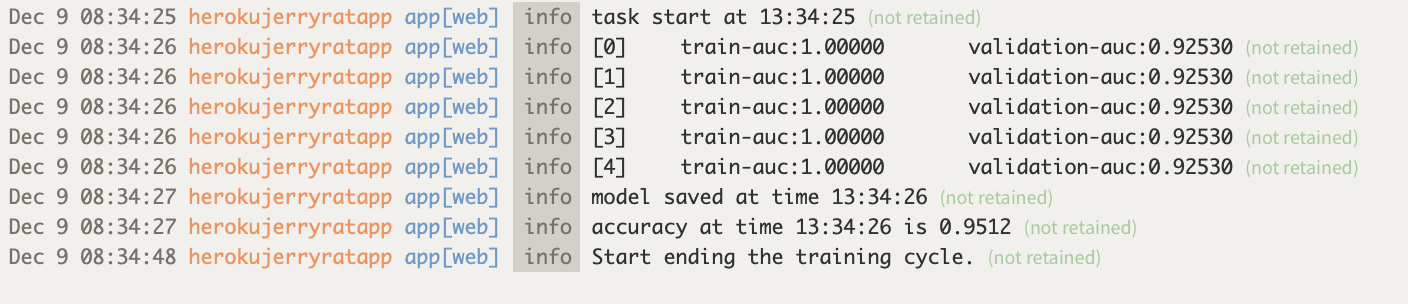 Dec 9 08:34:25 herokujerryratapp app[web] info task start at 13:34:25 (not retained)
Dec 9 08:34:26 herokujerryratapp app[web] info [0] train-auc:1.00000 validation-auc:0.92530 (not retained)
Dec 9 08:34:26 herokujerryratapp app[web] info [1] train-auc:1.00000 validation-auc:0.92530 (not retained)
Dec 9 08:34:26 herokujerryratapp app[web] info [2] train-auc:1.00000 validation-auc:0.92530 (not retained)
Dec 9 08:34:26 herokujerryratapp app[web] info [3] train-auc:1.00000 validation-auc:0.92530 (not retained)
Dec 9 08:34:26 herokujerryratapp app[web] info [4] train-auc:1.00000 validation-auc:0.92530 (not retained)
Dec 9 08:34:27 herokujerryratapp app[web] info model saved at time 13:34:26 (not retained)
Dec 9 08:34:27 herokujerryratapp app[web] info accuracy at time 13:34:26 is 0.9512 (not retained)
Dec 9 08:34:48 herokujerryratapp app[web] info Start ending the training cycle. (not retained)